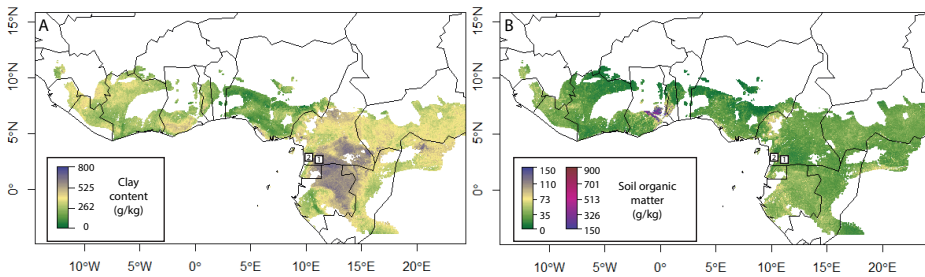 A
15°N
10°N
5°N
0°
10°W
5°W
0°
5°E
10°E
15°E
20°E
800
525
262
0
Clay
content
(g/kg)
2
1
B
15°N
10°N
5°N
0°
10°W
5°W
0°
5°E
10°E
15°E
20°E
150
110
73
35
0
900
701
513
326
150
Soil organic
matter
(g/kg)
2
1